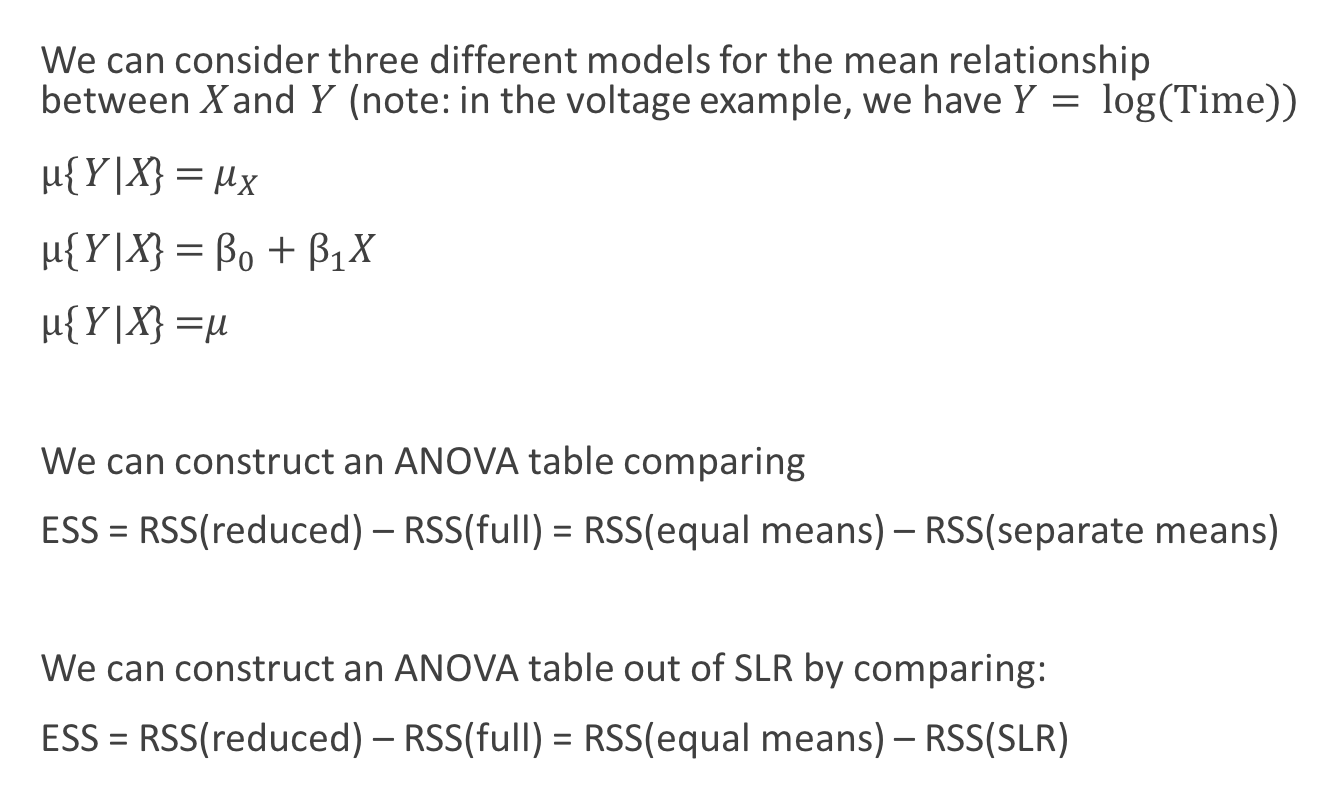 We can consider three different models for the mean relationship
between X and Y (note: in the voltage example, we have Y = log(Time))
μ{Y|X} = μ_X
μ{Y|X} = β₀ + β₁X
μ{Y|X} =μ
We can construct an ANOVA table comparing
ESS = RSS(reduced) – RSS(full) = RSS(equal means) – RSS(separate means)
We can construct an ANOVA table out of SLR by comparing:
ESS = RSS(reduced) – RSS(full) = RSS(equal means) – RSS(SLR)